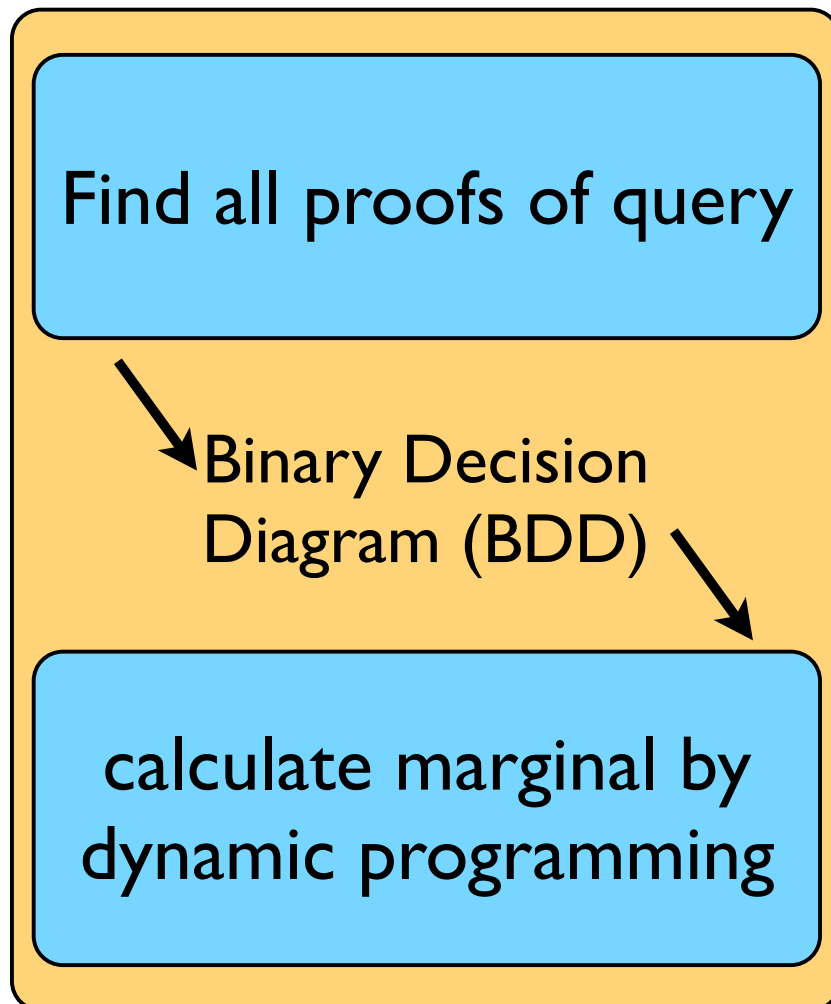 Find all proofs of query
Binary Decision
Diagram (BDD)
calculate marginal by
dynamic programming